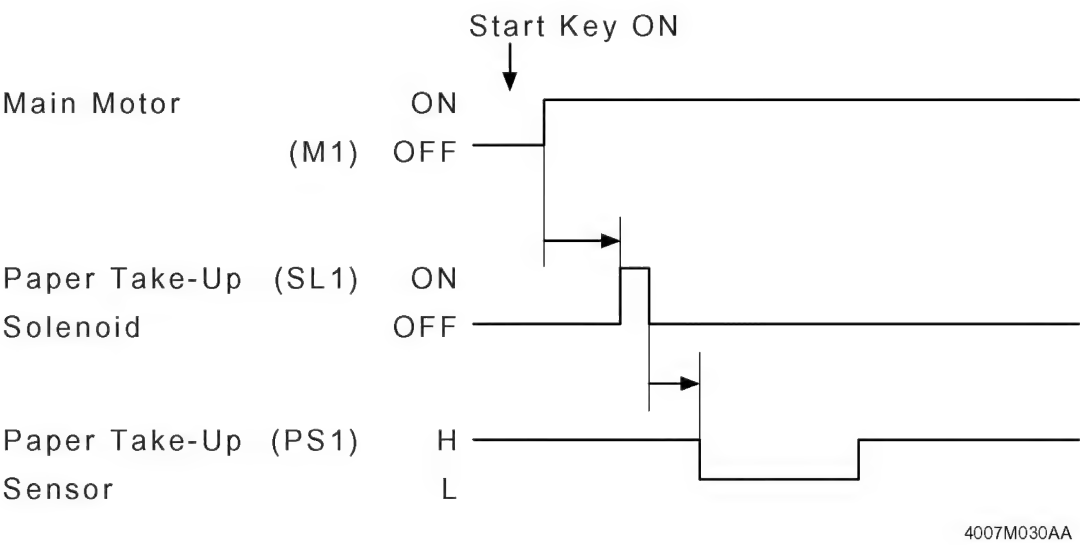 Start Key ON
Main Motor ON
(M1) OFF
Paper Take-Up (SL1) ON
Solenoid OFF
Paper Take-Up (PS1) H
Sensor L
4007M030AA